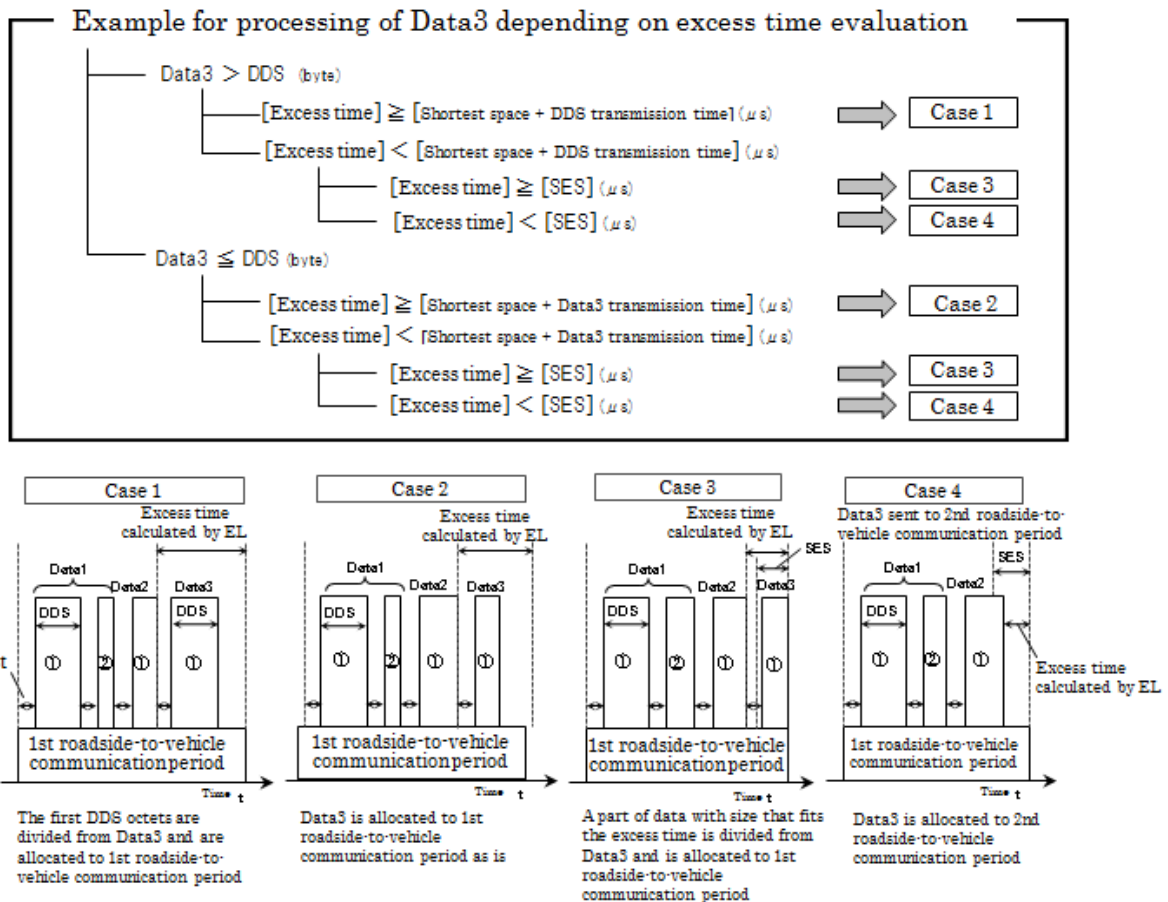 Example for processing of Data3 depending on excess time evaluation
Data3 > DDS (byte)
[Excess time] ≧ [Shortest space + DDS transmission time] (μs)
Case 1
[Excess time] < [Shortest space + DDS transmission time] (μs)
[Excess time] ≧ [SES] (μs)
Case 3
[Excess time] < [SES] (μs)
Case 4
Data3 ≦ DDS (byte)
[Excess time] ≧ [Shortest space + Data3 transmission time] (μs)
Case 2
[Excess time] < [Shortest space + Data3 transmission time] (μs)
[Excess time] ≧ [SES] (μs)
Case 3
[Excess time] < [SES] (μs)
Case 4
Case 1
Excess time
calculated by EL
Data1
Data2
Data3
DDS
DDS
① ② ① ①
t
1st roadside-to-vehicle
communication period
Time t
The first DDS octets are
divided from Data3 and are
allocated to 1st roadside-to-
vehicle communication period
Case 2
Excess time
calculated by EL
Data1
Data2
Data3
DDS
① ② ① ①
1st roadside-to-vehicle
communication period
Time t
Data3 is allocated to 1st
roadside-to-vehicle
communication period as is
Case 3
Excess time
calculated by EL
SES
Data1
Data2
Data3
DDS
① ② ① ①
1st roadside-to-vehicle
communication period
Time t
A part of data with size that fits
the excess time is divided from
Data3 and is allocated to 1st
roadside-to-vehicle
communication period
Case 4
Data3 sent to 2nd roadside-to-
vehicle communication period
SES
Data1
Data2
DDS
① ② ①
Excess time
calculated by EL
1st roadside-to-vehicle
communication period
Time t
Data3 is allocated to 2nd
roadside-to-vehicle
communication period